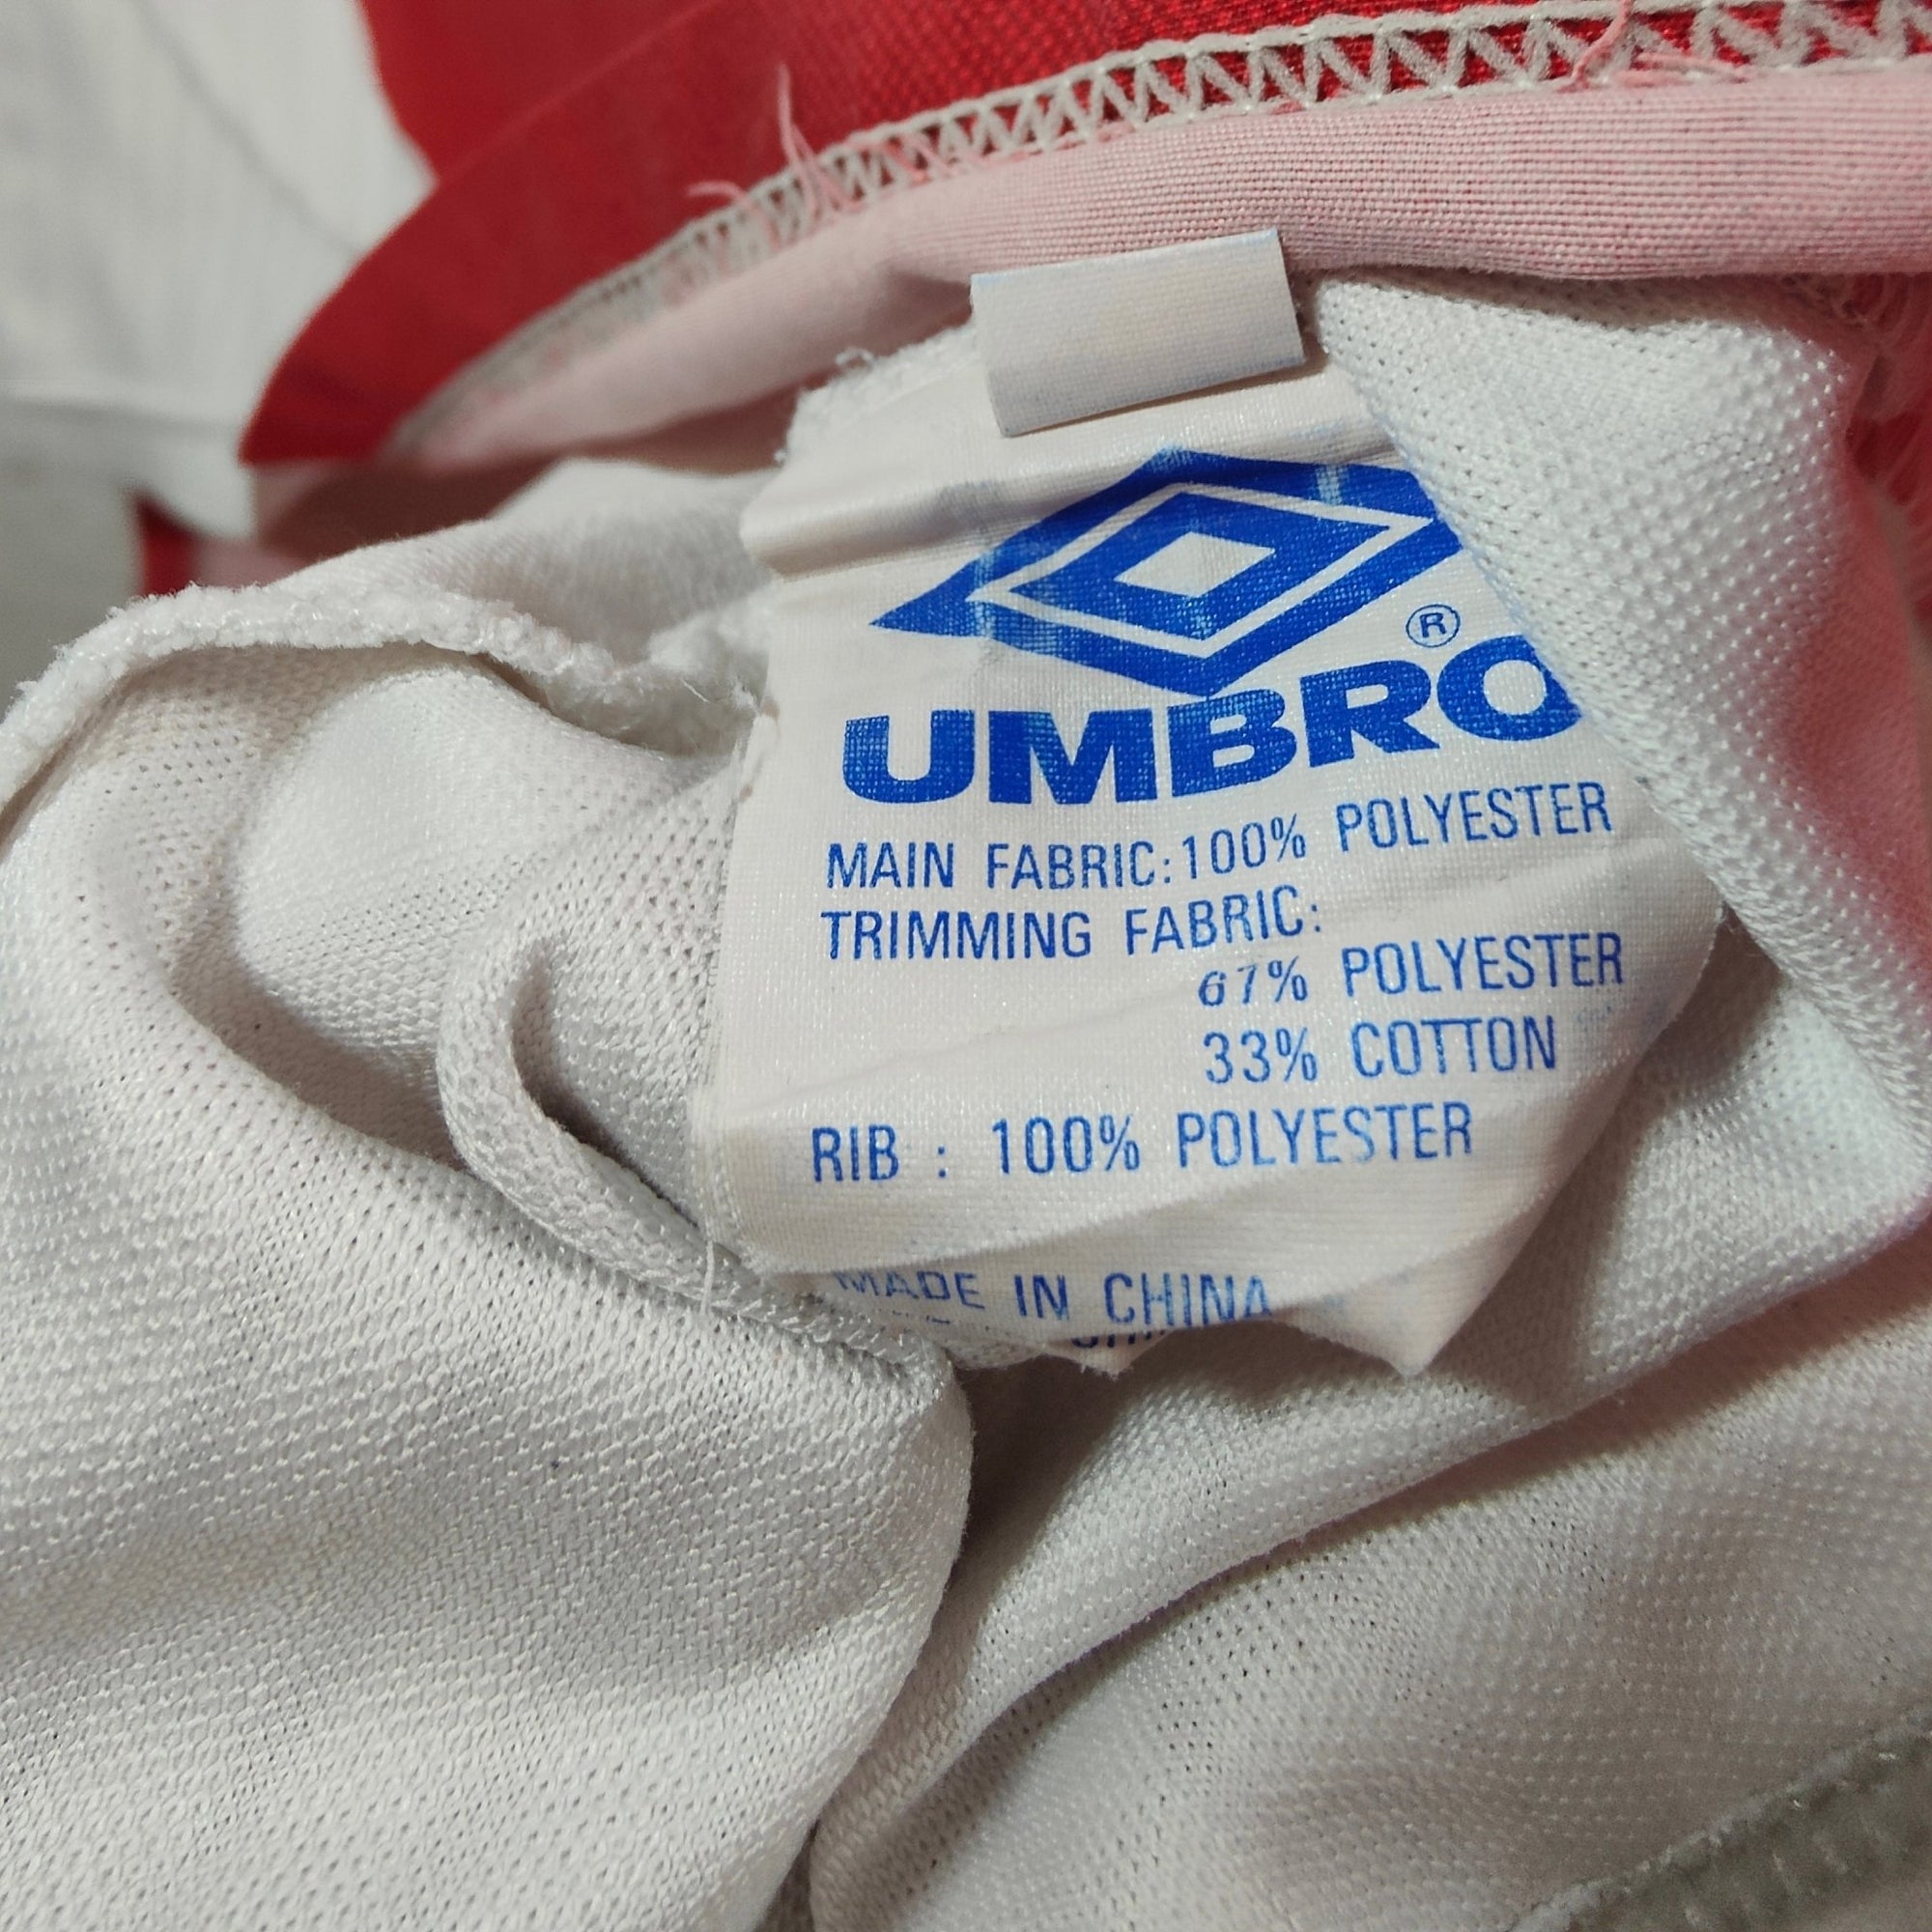 ®
UMBRO
MAIN FABRIC:100% POLYESTER
TRIMMING FABRIC:
67% POLYESTER
33% COTTON
RIB : 100% POLYESTER
MADE IN CHINA